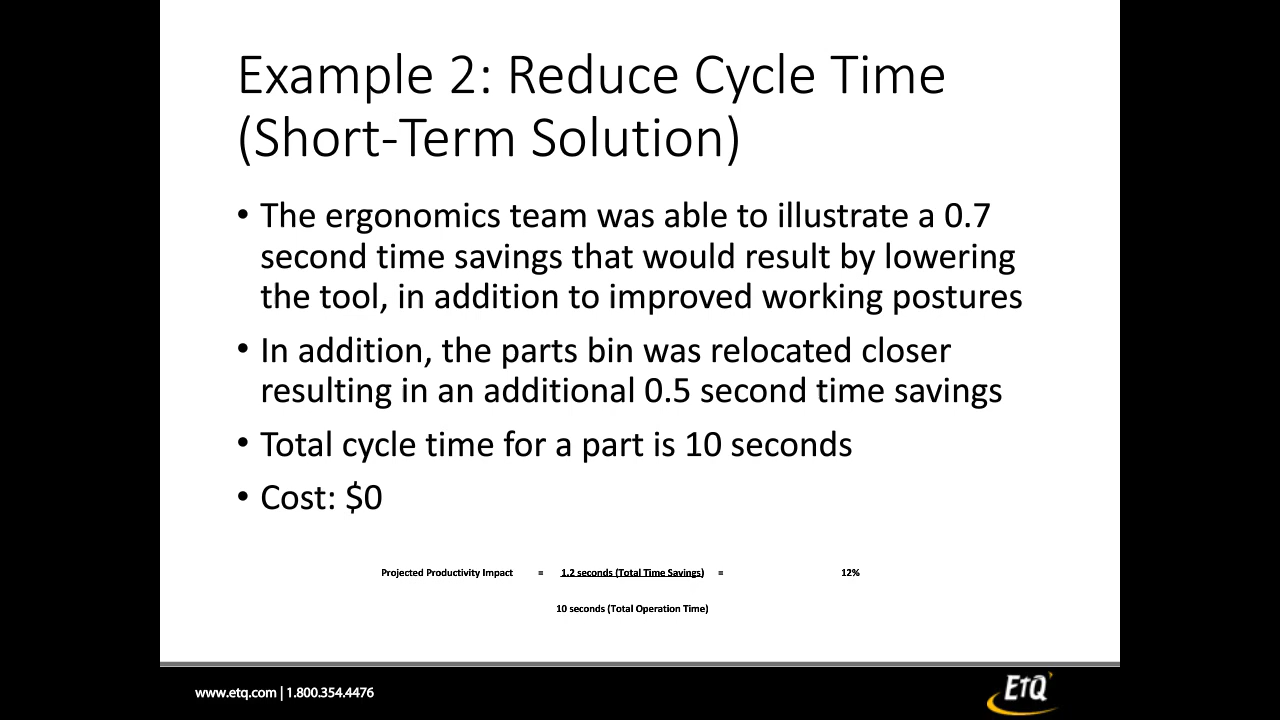 Example 2: Reduce Cycle Time
(Short-Term Solution)
• The ergonomics team was able to illustrate a 0.7
second time savings that would result by lowering
the tool, in addition to improved working postures
• In addition, the parts bin was relocated closer
resulting in an additional 0.5 second time savings
• Total cycle time for a part is 10 seconds
• Cost: $0
Projected Productivity Impact = 1.2 seconds (Total Time Savings) = 12%
10 seconds (Total Operation Time)
www.etq.com | 1.800.354.4476
ETQ